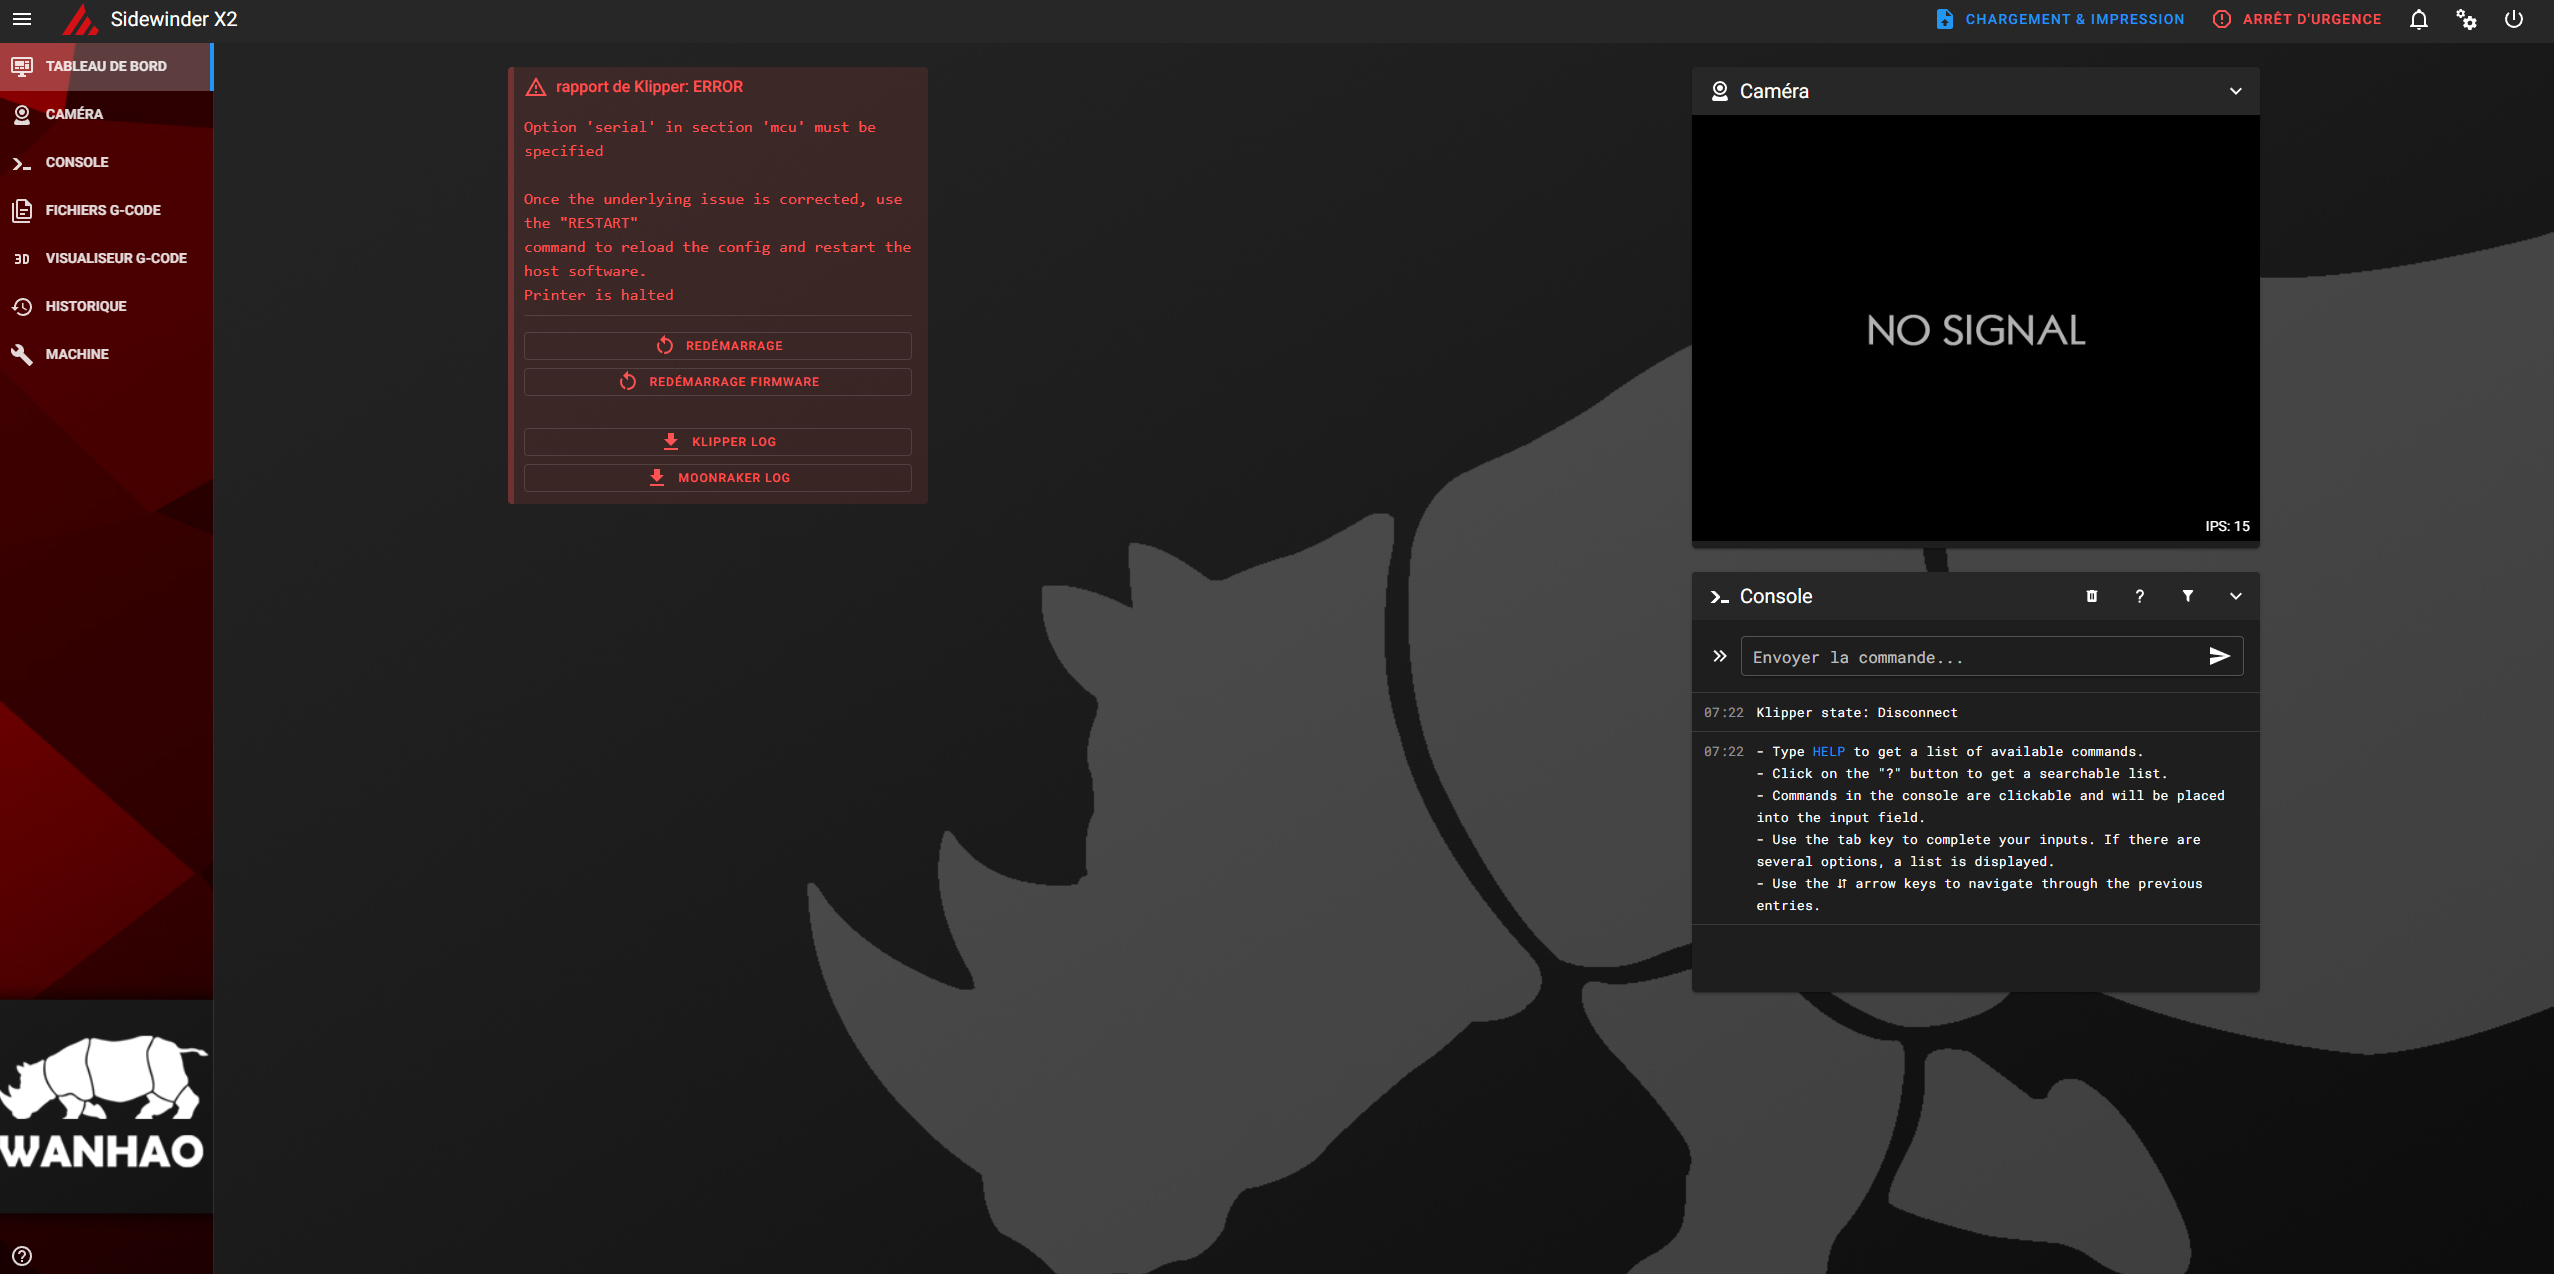 Sidewinder X2
CHARGEMENT & IMPRESSION
ARRÊT D'URGENCE
TABLEAU DE BORD
CAMÉRA
CONSOLE
FICHIERS G-CODE
3D
VISUALISEUR G-CODE
HISTORIQUE
MACHINE
WANHAO
rapport de Klipper: ERROR
Option 'serial' in section 'mcu' must be
specified
Once the underlying issue is corrected, use
the "RESTART"
command to reload the config and restart the
host software.
Printer is halted
REDÉMARRAGE
REDÉMARRAGE FIRMWARE
KLIPPER LOG
MOONRAKER LOG
Caméra
NO SIGNAL
IPS: 15
Console
Envoyer la commande...
07:22 Klipper state: Disconnect
07:22 - Type HELP to get a list of available commands.
- Click on the "?" button to get a searchable list.
- Commands in the console are clickable and will be placed
into the input field.
- Use the tab key to complete your inputs. If there are
several options, a list is displayed.
- Use the ⇵ arrow keys to navigate through the previous
entries.